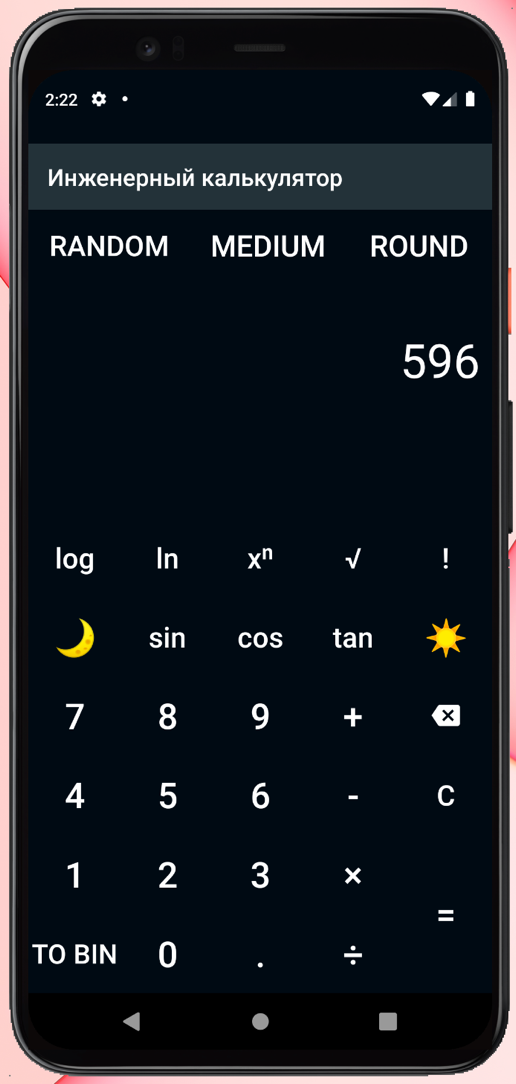 2:22
Инженерный калькулятор
RANDOM MEDIUM ROUND
596
log ln xⁿ √ !
sin cos tan
7 8 9 +
4 5 6 - C
1 2 3 ×
=
TO BIN 0 . ÷